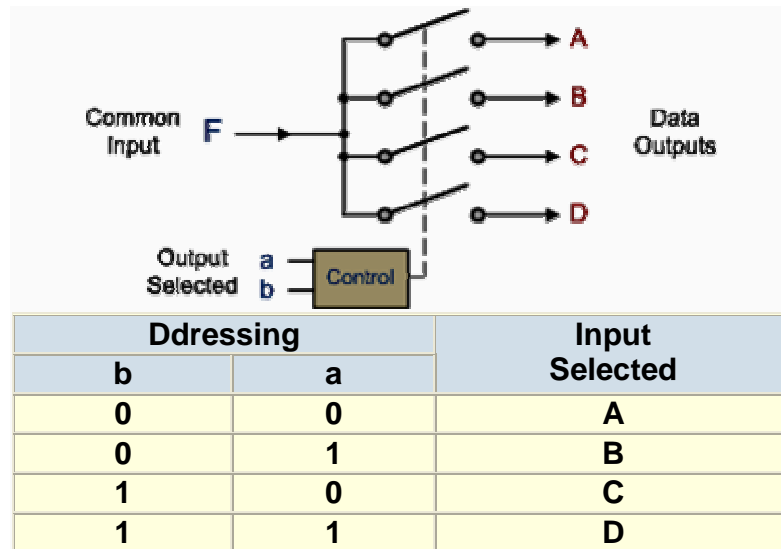 A
B
Common Input
F
Data Outputs
C
D
Output Selected
a
b
Control
Ddressing
Input Selected
b
a
0
0
A
0
1
B
1
0
C
1
1
D